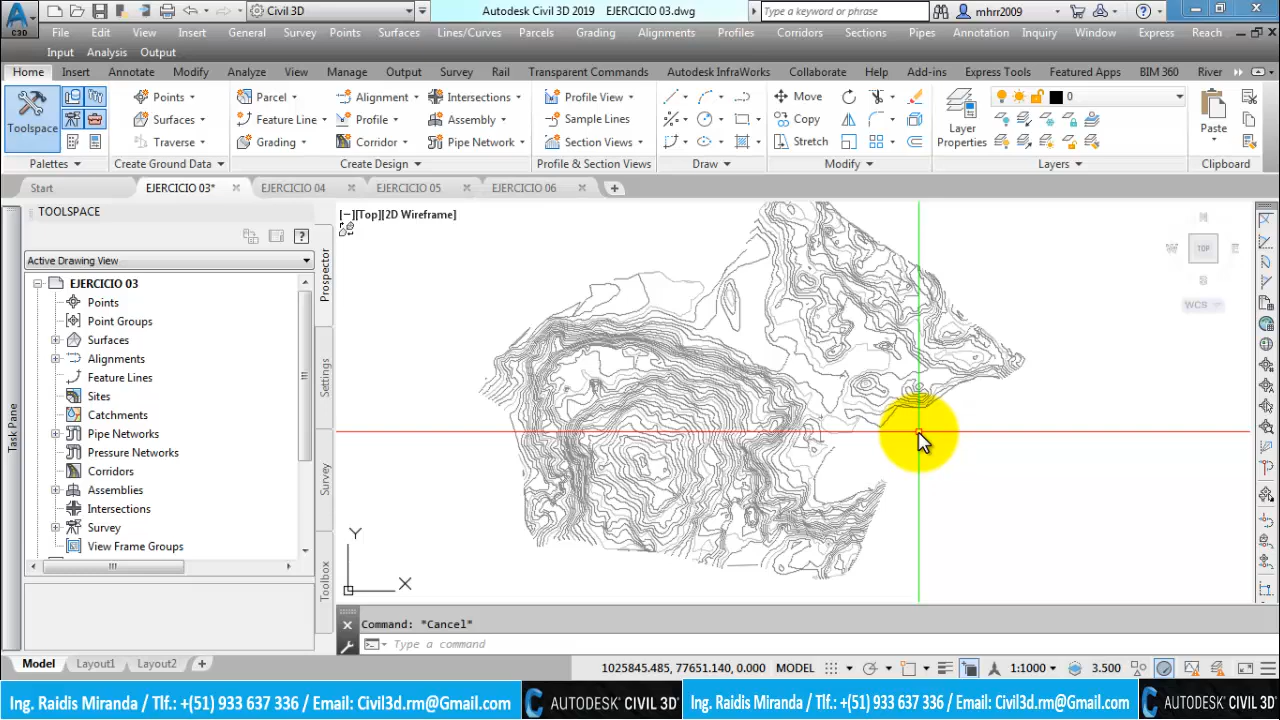 C3D
Civil 3D
Autodesk Civil 3D 2019 EJERCICIO 03.dwg
Type a keyword or phrase
mhrr2009
File Edit View Insert General Survey Points Surfaces Lines/Curves Parcels Grading Alignments Profiles Corridors Sections Pipes Annotation Inquiry Window Express Reach
Input Analysis Output
Home Insert Annotate Modify Analyze View Manage Output Survey Rail Transparent Commands Autodesk InfraWorks Collaborate Help Add-ins Express Tools Featured Apps BIM 360 River
Toolspace
Points
Surfaces
Traverse
Parcel
Feature Line
Grading
Alignment
Profile
Corridor
Intersections
Assembly
Pipe Network
Profile View
Sample Lines
Section Views
Move
Copy
Stretch
Layer Properties
0
Paste
Palettes Create Ground Data Create Design Profile & Section Views Draw Modify Layers Clipboard
Start EJERCICIO 03* EJERCICIO 04 EJERCICIO 05 EJERCICIO 06
TOOLSPACE
[−][Top][2D Wireframe]
Active Drawing View
EJERCICIO 03
Points
Point Groups
Surfaces
Alignments
Feature Lines
Sites
Catchments
Pipe Networks
Pressure Networks
Corridors
Assemblies
Intersections
Survey
View Frame Groups
Prospector
Settings
Survey
Toolbox
Task Pane
TOP
WCS
Y
X
Command: *Cancel*
Type a command
Model Layout1 Layout2
1025845.485, 77651.140, 0.000 MODEL 1:1000 3.500
Ing. Raidis Miranda / Tlf.: +(51) 933 637 336 / Email: Civil3d.rm@Gmail.com AUTODESK® CIVIL 3D® Ing. Raidis Miranda / Tlf.: +(51) 933 637 336 / Email: Civil3d.rm@Gmail.com AUTODESK® CIVIL 3D